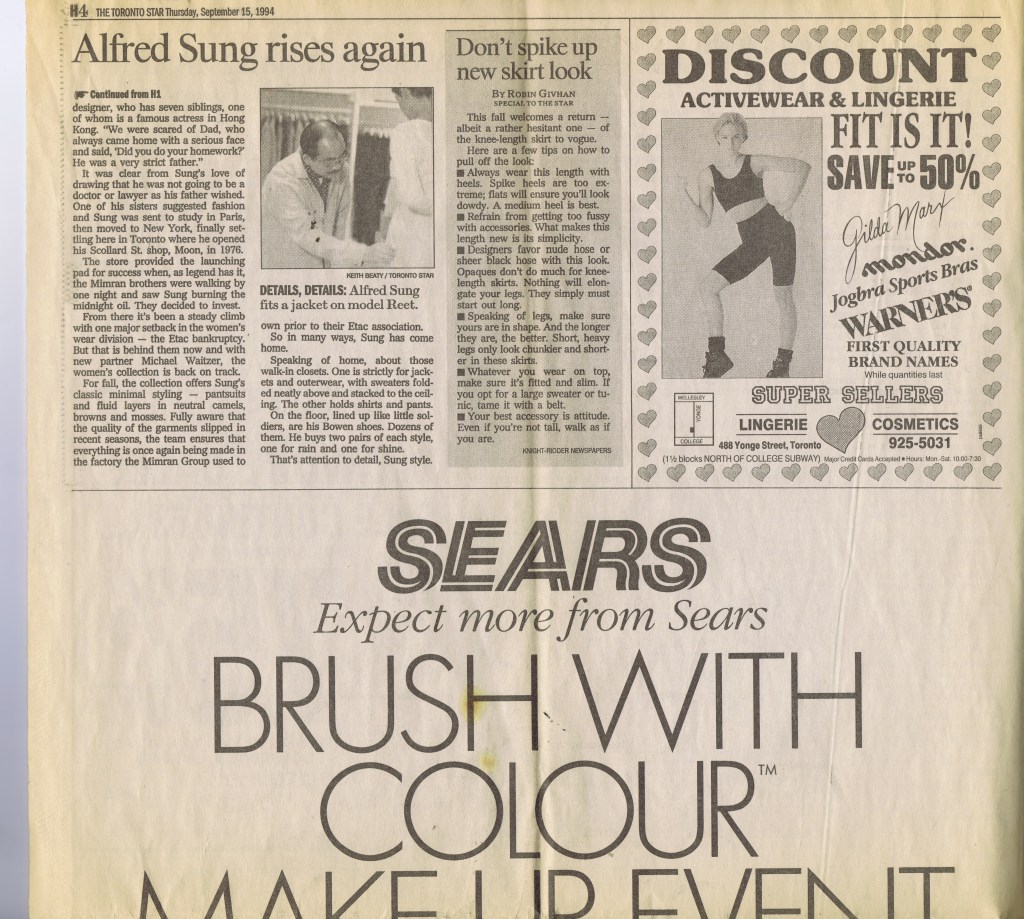 H4 THE TORONTO STAR Thursday, September 15, 1994
Alfred Sung rises again
Continued from H1
designer, who has seven siblings, one
of whom is a famous actress in Hong
Kong. “We were scared of Dad, who
always came home with a serious face
and said, ‘Did you do your homework?’
He was a very strict father.”
It was clear from Sung's love of
drawing that he was not going to be a
doctor or lawyer as his father wished.
One of his sisters suggested fashion
and Sung was sent to study in Paris,
then moved to New York, finally set-
tling here in Toronto where he opened
his Scollard St. shop, Moon, in 1976.
The store provided the launching
pad for success when, as legend has it,
the Mimran brothers were walking by
one night and saw Sung burning the
midnight oil. They decided to invest.
From there it's been a steady climb
with one major setback in the women's
wear division — the Etac bankruptcy.
But that is behind them now and with
new partner Michael Waitzer, the
women's collection is back on track.
For fall, the collection offers Sung's
classic minimal styling — pantsuits
and fluid layers in neutral camels,
browns and mosses. Fully aware that
the quality of the garments slipped in
recent seasons, the team ensures that
everything is once again being made in
the factory the Mimran Group used to
KEITH BEATY / TORONTO STAR
DETAILS, DETAILS: Alfred Sung
fits a jacket on model Reet.
own prior to their Etac association.
So in many ways, Sung has come
home.
Speaking of home, about those
walk-in closets. One is strictly for jack-
ets and outerwear, with sweaters fold-
ed neatly above and stacked to the ceil-
ing. The other holds shirts and pants.
On the floor, lined up like little sol-
diers, are his Bowen shoes. Dozens of
them. He buys two pairs of each style,
one for rain and one for shine.
That's attention to detail, Sung style.
Don't spike up
new skirt look
BY ROBIN GIVHAN
SPECIAL TO THE STAR
This fall welcomes a return —
albeit a rather hesitant one — of
the knee-length skirt to vogue.
Here are a few tips on how to
pull off the look:
■ Always wear this length with
heels. Spike heels are too ex-
treme; flats will ensure you'll look
dowdy. A medium heel is best.
■ Refrain from getting too fussy
with accessories. What makes this
length new is its simplicity.
■ Designers favor nude hose or
sheer black hose with this look.
Opaques don't do much for knee-
length skirts. Nothing will elon-
gate your legs. They simply must
start out long.
■ Speaking of legs, make sure
yours are in shape. And the longer
they are, the better. Short, heavy
legs only look chunkier and short-
er in these skirts.
■ Whatever you wear on top,
make sure it's fitted and slim. If
you opt for a large sweater or tu-
nic, tame it with a belt.
■ Your best accessory is attitude.
Even if you're not tall, walk as if
you are.
KNIGHT-RIDDER NEWSPAPERS
DISCOUNT
ACTIVEWEAR & LINGERIE
FIT IS IT!
SAVE UP TO 50%
Gilda Marx
mondor.
Jogbra Sports Bras
WARNER'S
FIRST QUALITY
BRAND NAMES
While quantities last
SUPER SELLERS
WELLESLEY
YONGE
COLLEGE
LINGERIE COSMETICS
488 Yonge Street, Toronto 925-5031
(1½ blocks NORTH OF COLLEGE SUBWAY) Major Credit Cards Accepted ● Hours: Mon.-Sat. 10:00-7:30
SEARS
Expect more from Sears
BRUSH WITH
COLOUR™
MAKE UP EVENT